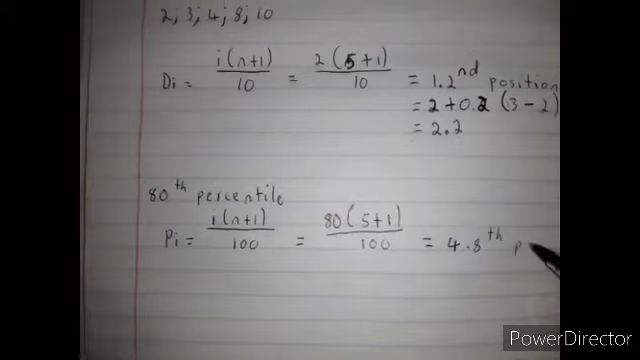 2; 3; 4; 8; 10
Di = i(n+1)/10 = 2(5+1)/10 = 1.2nd position
= 2 + 0.2 (3 - 2)
= 2.2
80th percentile
Pi = i(n+1)/100 = 80(5+1)/100 = 4.8th p
PowerDirector